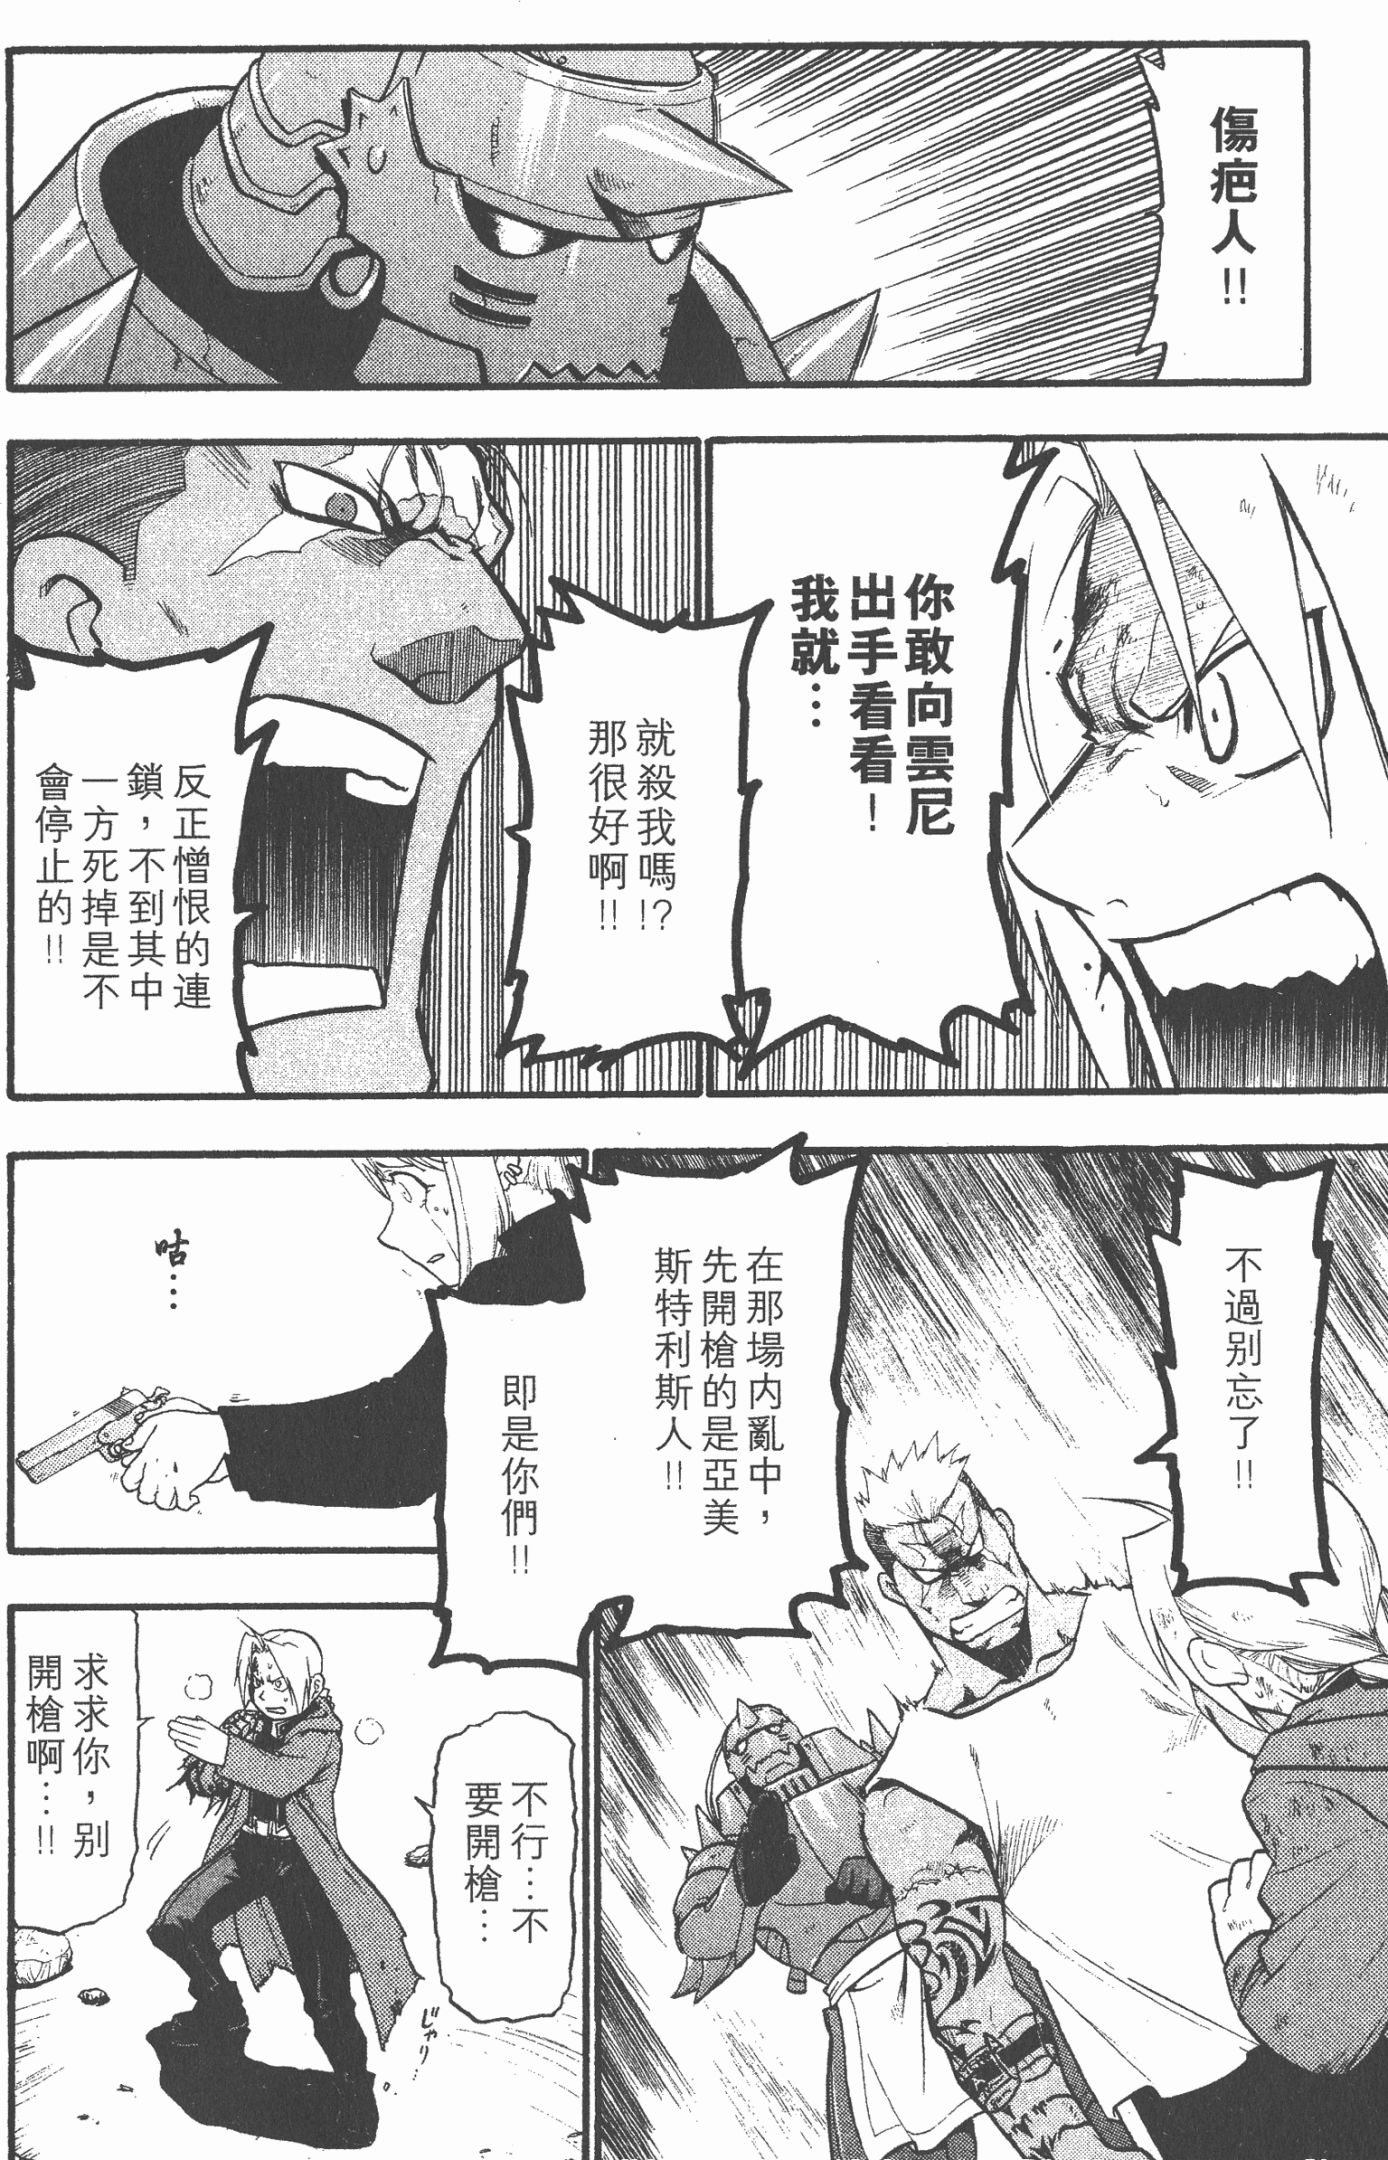 傷疤人!!
你敢向雲尼
出手看看!
我就…
就殺我嗎!?
那很好啊!!
反正憎恨的連
鎖，不到其中
一方死掉是不
會停止的!!
不過別忘了!!
在那場內亂中，
先開槍的是亞美
斯特利斯人!!
即是你們!!
咕…
不行…不
要開槍…
じゃり
求求你，別
開槍啊…!!